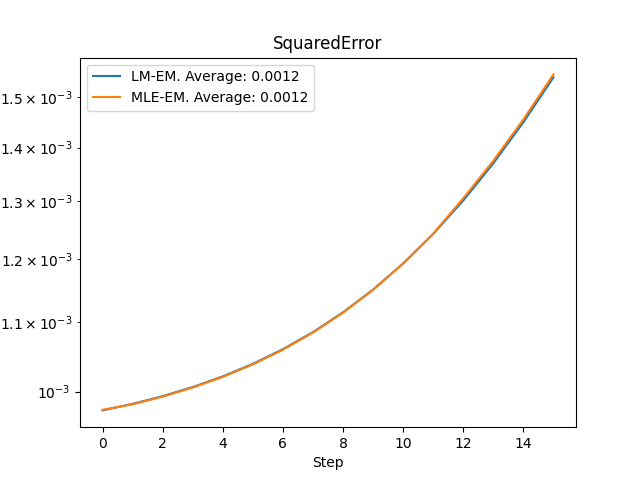 SquaredError
LM-EM. Average: 0.0012
MLE-EM. Average: 0.0012
1.5 × 10⁻³
1.4 × 10⁻³
1.3 × 10⁻³
1.2 × 10⁻³
1.1 × 10⁻³
10⁻³
0 2 4 6 8 10 12 14
Step